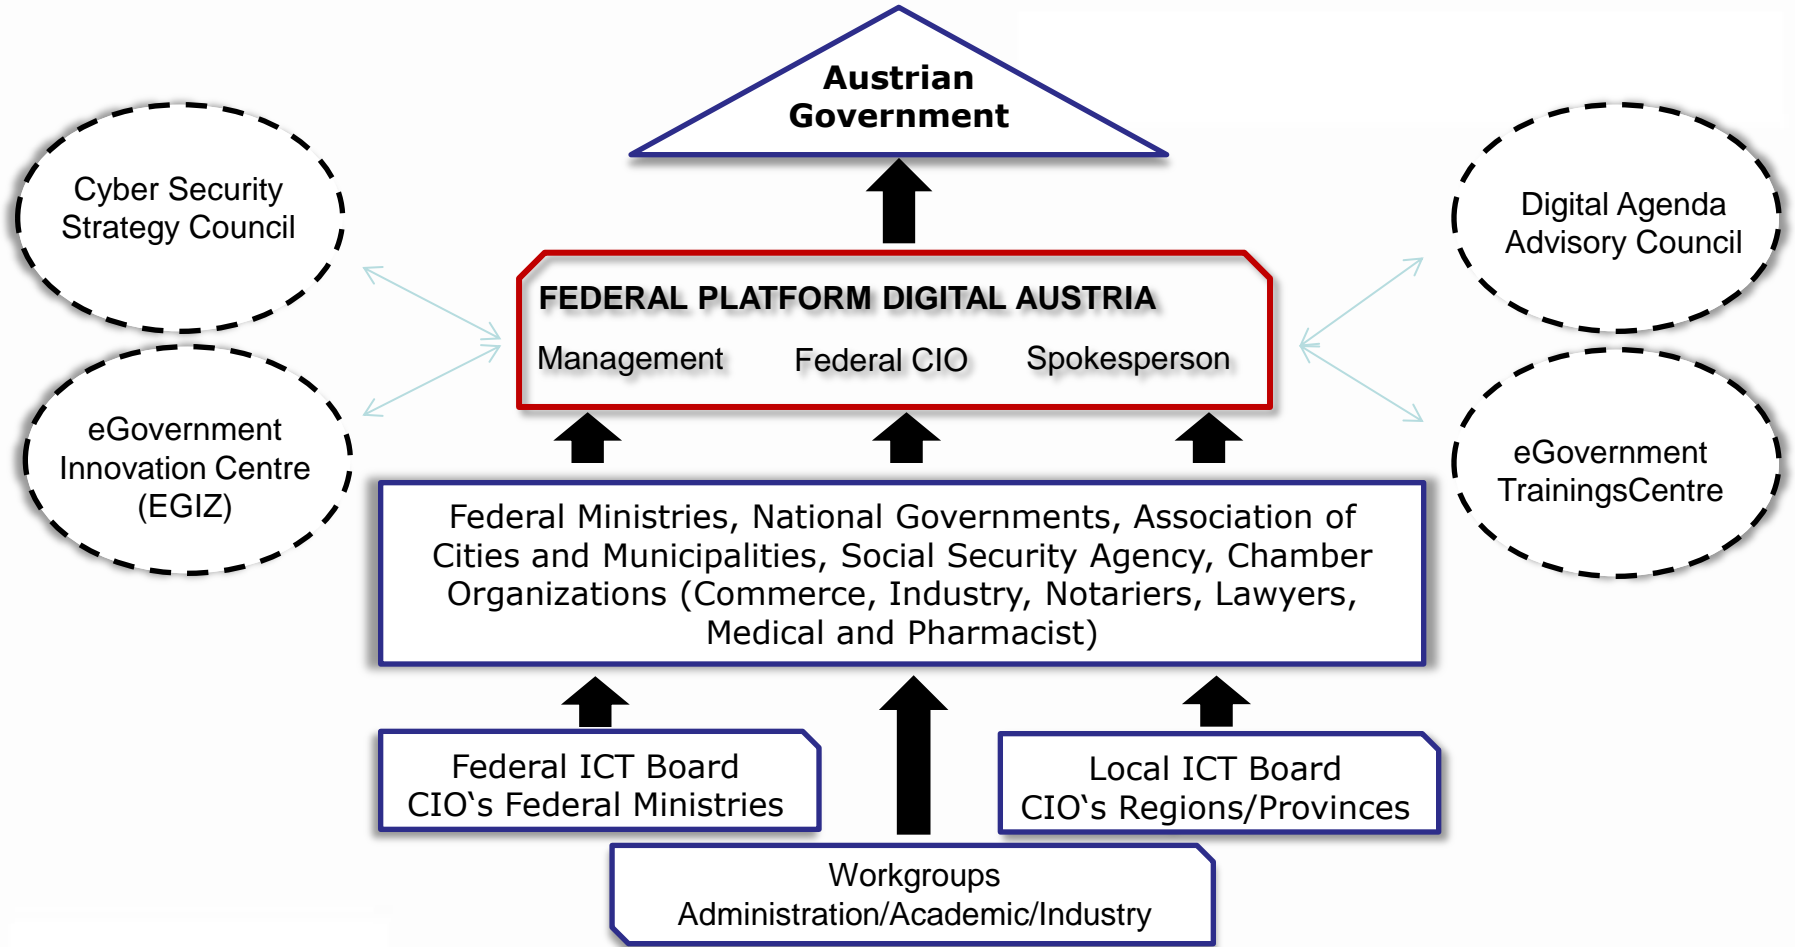 Austrian
Government
Cyber Security
Strategy Council
Digital Agenda
Advisory Council
FEDERAL PLATFORM DIGITAL AUSTRIA
Management Federal CIO Spokesperson
eGovernment
Innovation Centre
(EGIZ)
eGovernment
TrainingsCentre
Federal Ministries, National Governments, Association of
Cities and Municipalities, Social Security Agency, Chamber
Organizations (Commerce, Industry, Notariers, Lawyers,
Medical and Pharmacist)
Federal ICT Board
CIO‘s Federal Ministries
Local ICT Board
CIO‘s Regions/Provinces
Workgroups
Administration/Academic/Industry